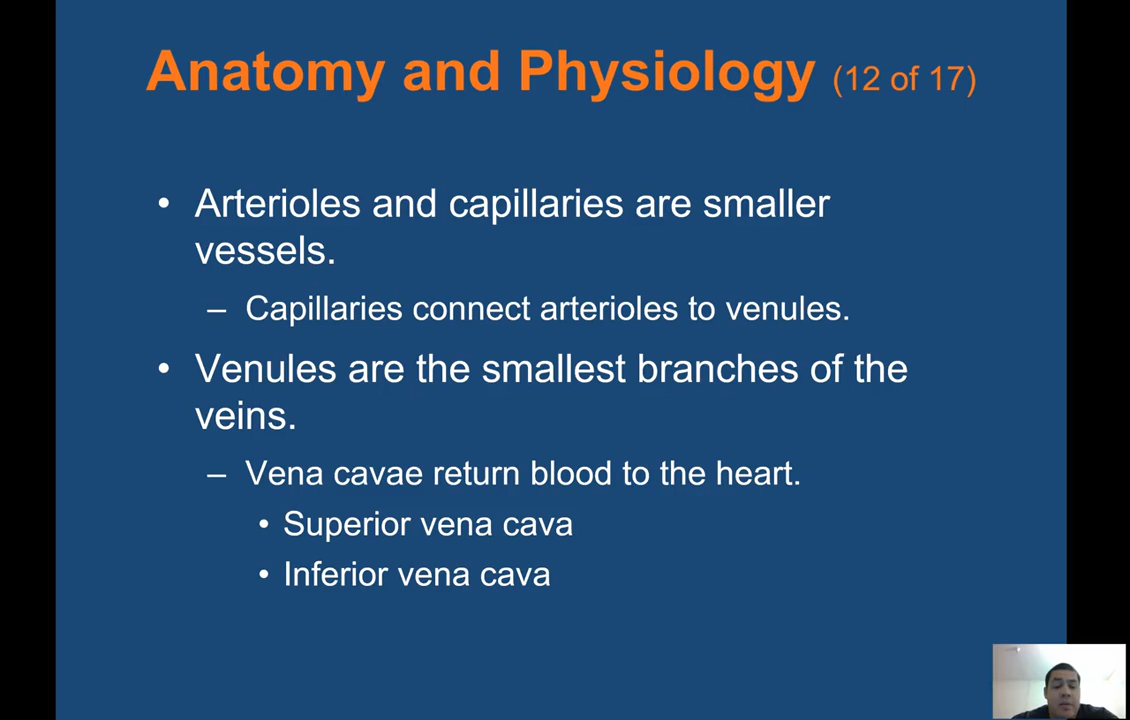 Anatomy and Physiology (12 of 17)
• Arterioles and capillaries are smaller
vessels.
– Capillaries connect arterioles to venules.
• Venules are the smallest branches of the
veins.
– Vena cavae return blood to the heart.
• Superior vena cava
• Inferior vena cava